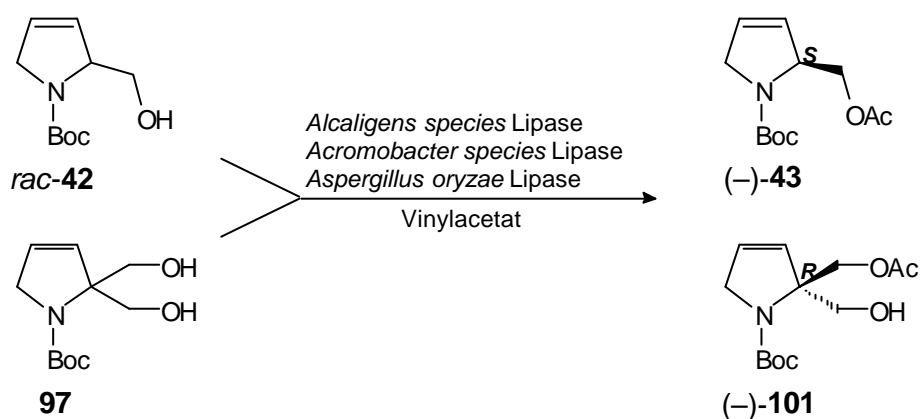 N
Boc
OH
rac-42
N
Boc
OH
OH
97
Alcaligens species Lipase
Acromobacter species Lipase
Aspergillus oryzae Lipase
Vinylacetat
S
N
Boc
OAc
(–)-43
R
OAc
N
OH
Boc
(–)-101